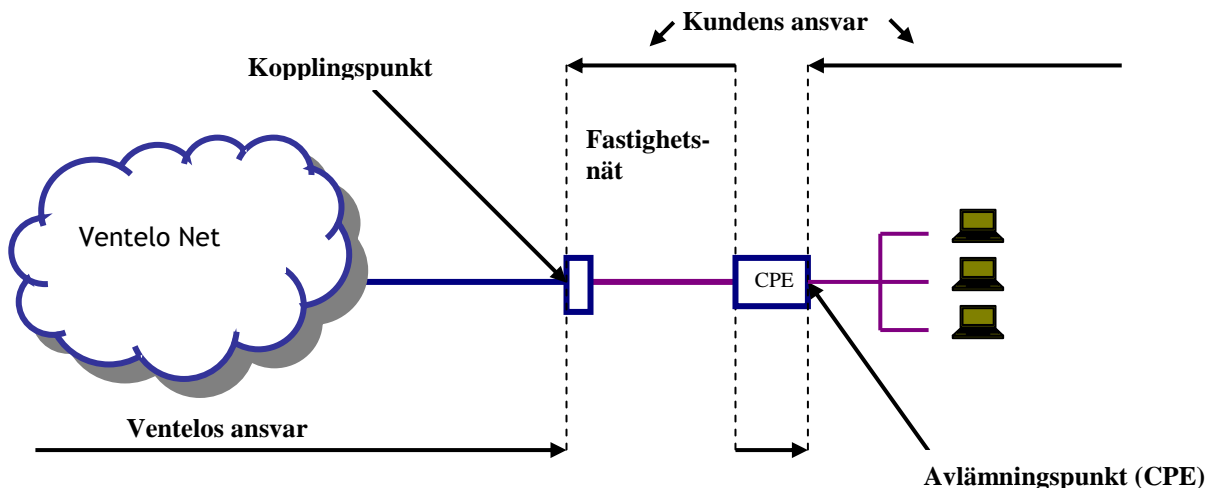 Kundens ansvar
Kopplingspunkt
Fastighets-
nät
Ventelo Net
CPE
Ventelos ansvar
Avlämningspunkt (CPE)